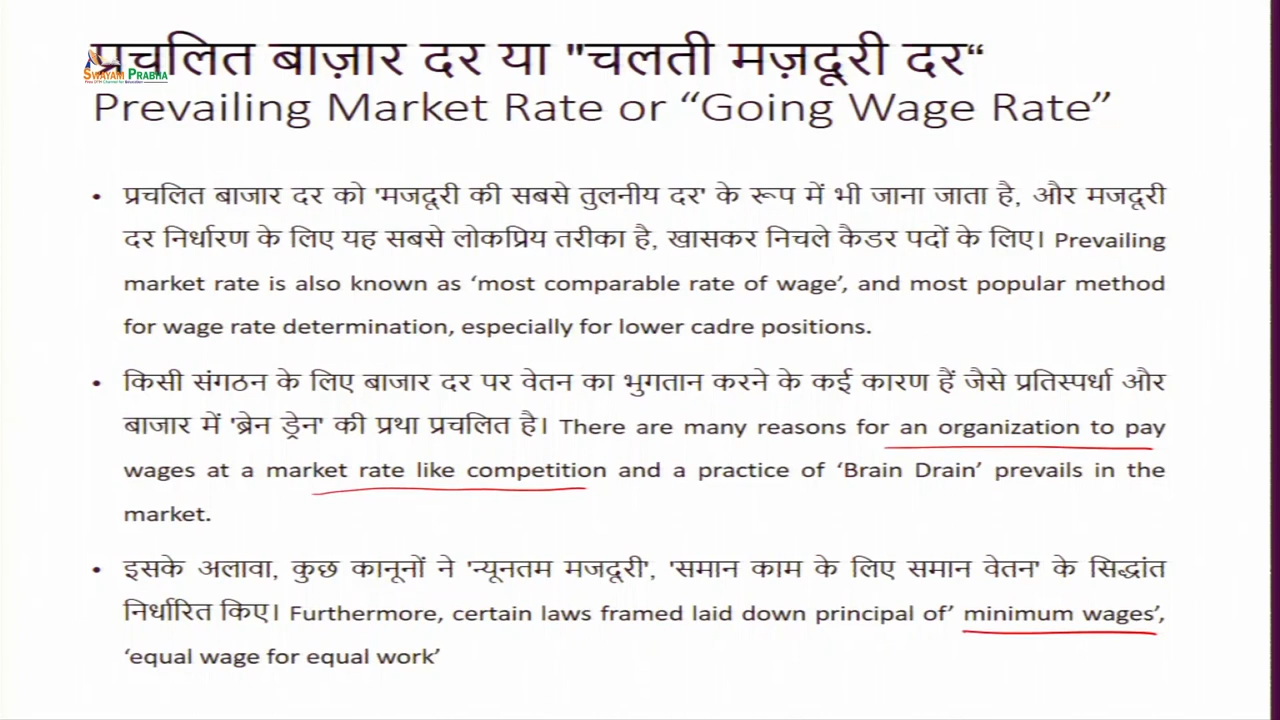 प्रचलित बाज़ार दर या "चलती मज़दूरी दर“
SWAYAM PRABHA
Prevailing Market Rate or “Going Wage Rate”
• प्रचलित बाजार दर को 'मजदूरी की सबसे तुलनीय दर' के रूप में भी जाना जाता है, और मजदूरी
दर निर्धारण के लिए यह सबसे लोकप्रिय तरीका है, खासकर निचले कैडर पदों के लिए। Prevailing
market rate is also known as ‘most comparable rate of wage’, and most popular method
for wage rate determination, especially for lower cadre positions.
• किसी संगठन के लिए बाजार दर पर वेतन का भुगतान करने के कई कारण हैं जैसे प्रतिस्पर्धा और
बाजार में 'ब्रेन ड्रेन' की प्रथा प्रचलित है। There are many reasons for an organization to pay
wages at a market rate like competition and a practice of ‘Brain Drain’ prevails in the
market.
• इसके अलावा, कुछ कानूनों ने 'न्यूनतम मजदूरी', 'समान काम के लिए समान वेतन' के सिद्धांत
निर्धारित किए। Furthermore, certain laws framed laid down principal of’ minimum wages’,
‘equal wage for equal work’